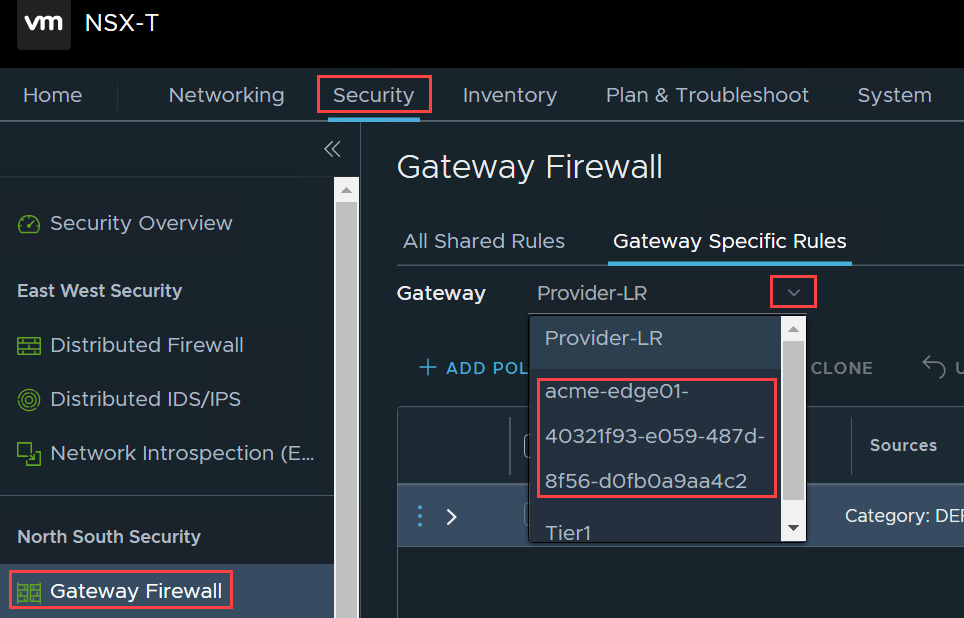 vm NSX-T
Home Networking Security Inventory Plan & Troubleshoot System
Gateway Firewall
Security Overview
East West Security
Distributed Firewall
Distributed IDS/IPS
Network Introspection (E...
North South Security
Gateway Firewall
All Shared Rules Gateway Specific Rules
Gateway Provider-LR
Provider-LR
acme-edge01-
40321f93-e059-487d-
8f56-d0fb0a9aa4c2
Tier1
+ ADD POL
CLONE
Sources
Category: DEF